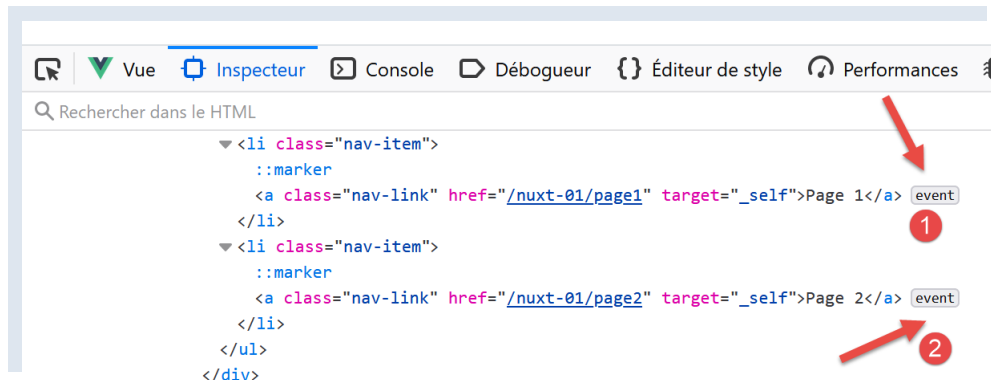 Vue Inspecteur Console Débogueur {} Éditeur de style Performances
Rechercher dans le HTML
<li class="nav-item">
::marker
<a class="nav-link" href="/nuxt-01/page1" target="_self">Page 1</a> event
1
</li>
<li class="nav-item">
::marker
<a class="nav-link" href="/nuxt-01/page2" target="_self">Page 2</a> event
</li>
2
</ul>
</div>